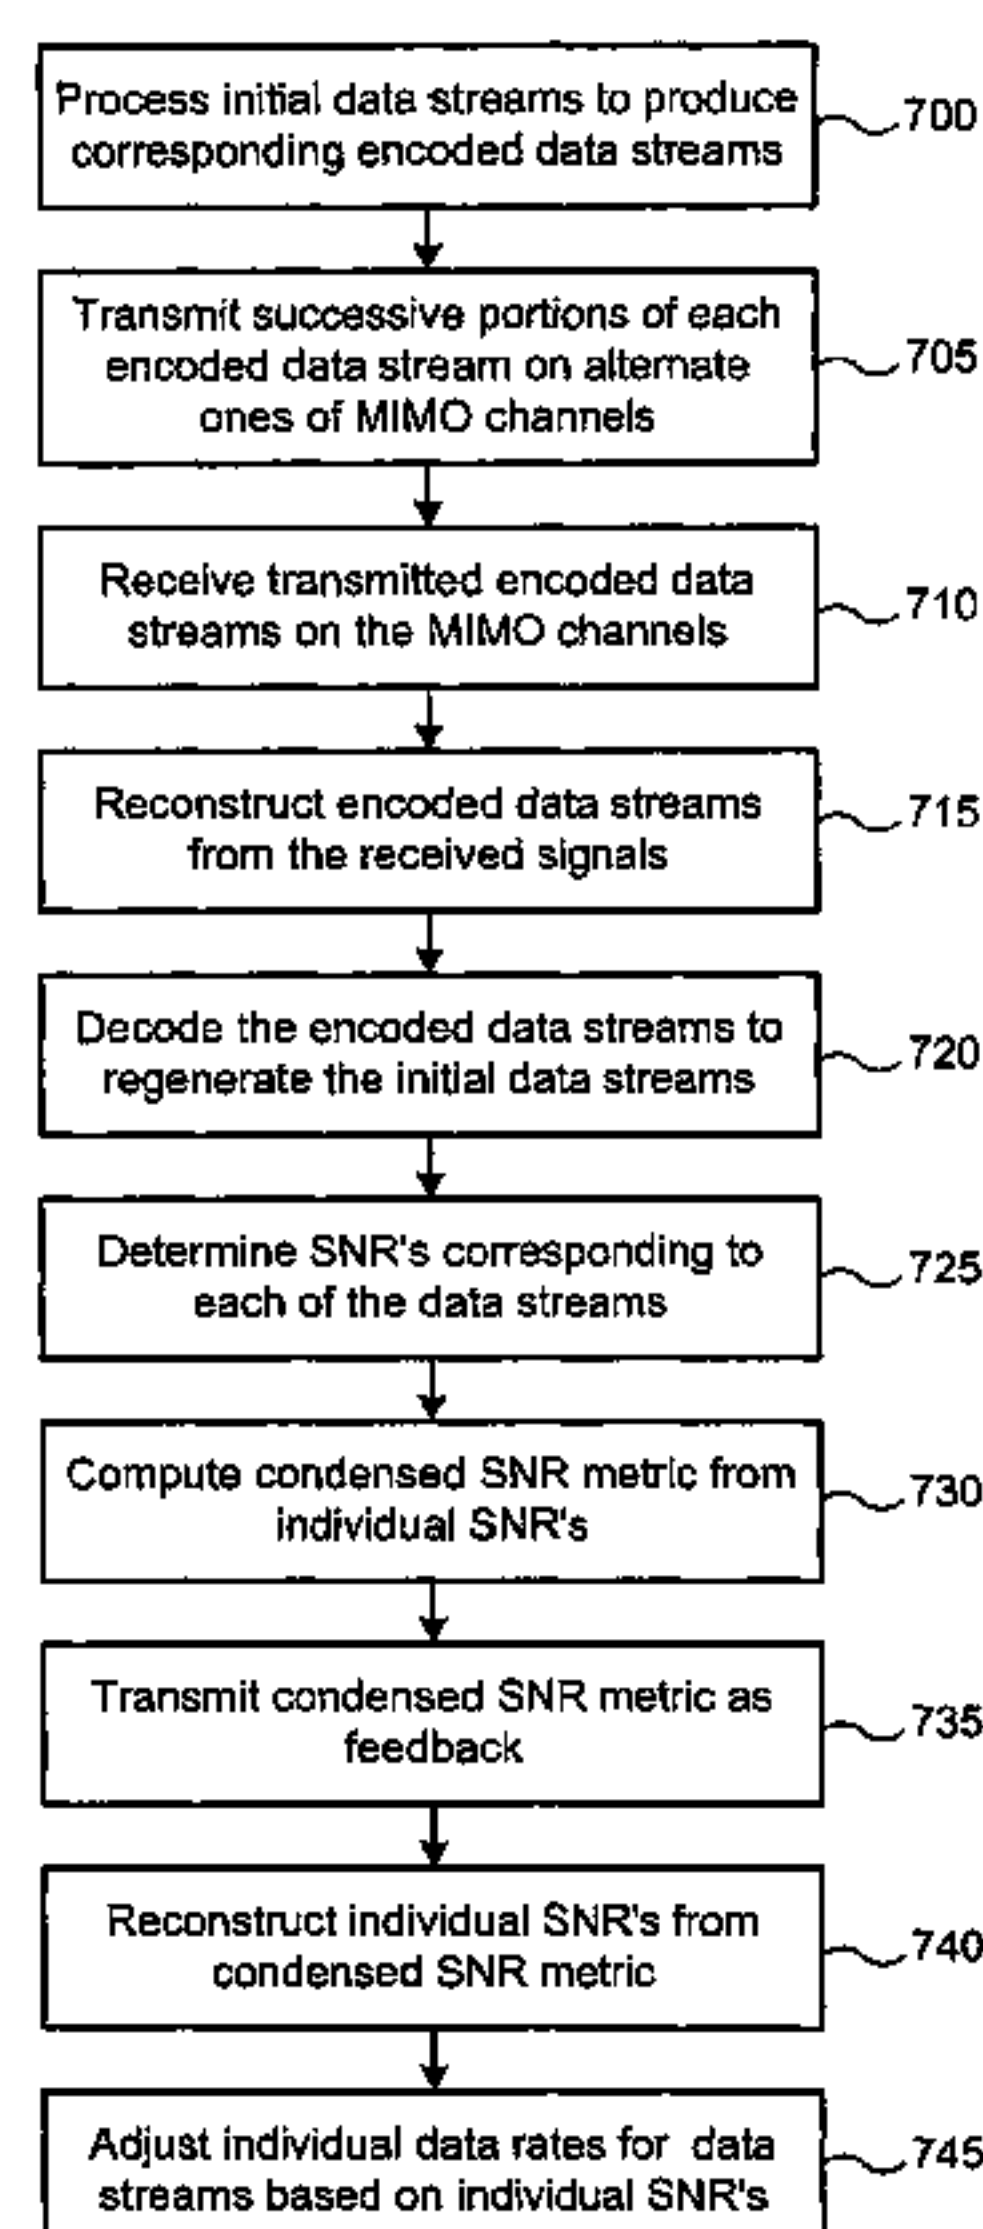 Process initial data streams to produce
corresponding encoded data streams
700
Transmit successive portions of each
encoded data stream on alternate
ones of MIMO channels
705
Receive transmitted encoded data
streams on the MIMO channels
710
Reconstruct encoded data streams
from the received signals
715
Decode the encoded data streams to
regenerate the initial data streams
720
Determine SNR's corresponding to
each of the data streams
725
Compute condensed SNR metric from
individual SNR's
730
Transmit condensed SNR metric as
feedback
735
Reconstruct individual SNR's from
condensed SNR metric
740
Adjust individual data rates for data
streams based on individual SNR's
745